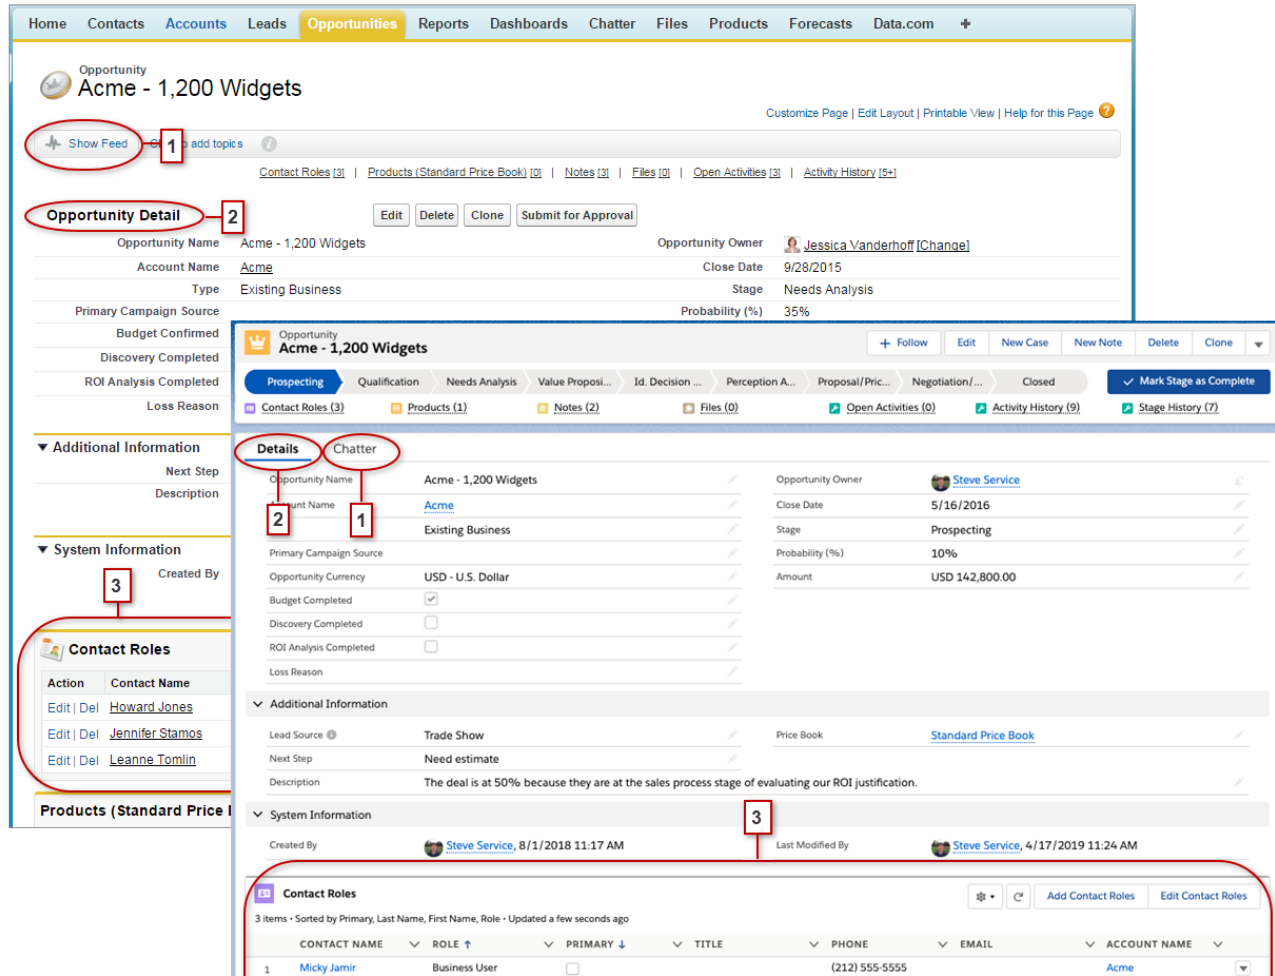 Home Contacts Accounts Leads Opportunities Reports Dashboards Chatter Files Products Forecasts Data.com +
Opportunity
Acme - 1,200 Widgets
Customize Page | Edit Layout | Printable View | Help for this Page ?
Show Feed 1 to add topics i
Contact Roles [3] | Products (Standard Price Book) [0] | Notes [3] | Files [0] | Open Activities [3] | Activity History [5+]
Opportunity Detail 2 Edit Delete Clone Submit for Approval
Opportunity Name Acme - 1,200 Widgets Opportunity Owner Jessica Vanderhoff [Change]
Account Name Acme Close Date 9/28/2015
Type Existing Business Stage Needs Analysis
Primary Campaign Source Probability (%) 35%
Budget Confirmed
Discovery Completed
ROI Analysis Completed
Loss Reason
Additional Information
Next Step
Description
System Information
Created By
3
Contact Roles
Action Contact Name
Edit | Del Howard Jones
Edit | Del Jennifer Stamos
Edit | Del Leanne Tomlin
Products (Standard Price
Opportunity
Acme - 1,200 Widgets
+ Follow Edit New Case New Note Delete Clone
Prospecting Qualification Needs Analysis Value Proposi... Id. Decision ... Perception A... Proposal/Pric... Negotiation/... Closed Mark Stage as Complete
Contact Roles (3) Products (1) Notes (2) Files (0) Open Activities (0) Activity History (9) Stage History (7)
Details Chatter
Opportunity Name Acme - 1,200 Widgets Opportunity Owner Steve Service
2 ount Name 1 Acme Close Date 5/16/2016
Existing Business Stage Prospecting
Primary Campaign Source Probability (%) 10%
Opportunity Currency USD - U.S. Dollar Amount USD 142,800.00
Budget Completed
Discovery Completed
ROI Analysis Completed
Loss Reason
Additional Information
Lead Source Trade Show Price Book Standard Price Book
Next Step Need estimate
Description The deal is at 50% because they are at the sales process stage of evaluating our ROI justification.
System Information
3
Created By Steve Service, 8/1/2018 11:17 AM Last Modified By Steve Service, 4/17/2019 11:24 AM
Contact Roles Add Contact Roles Edit Contact Roles
3 items • Sorted by Primary, Last Name, First Name, Role • Updated a few seconds ago
CONTACT NAME ROLE ↑ PRIMARY ↓ TITLE PHONE EMAIL ACCOUNT NAME
1 Micky Jamir Business User (212) 555-5555 Acme